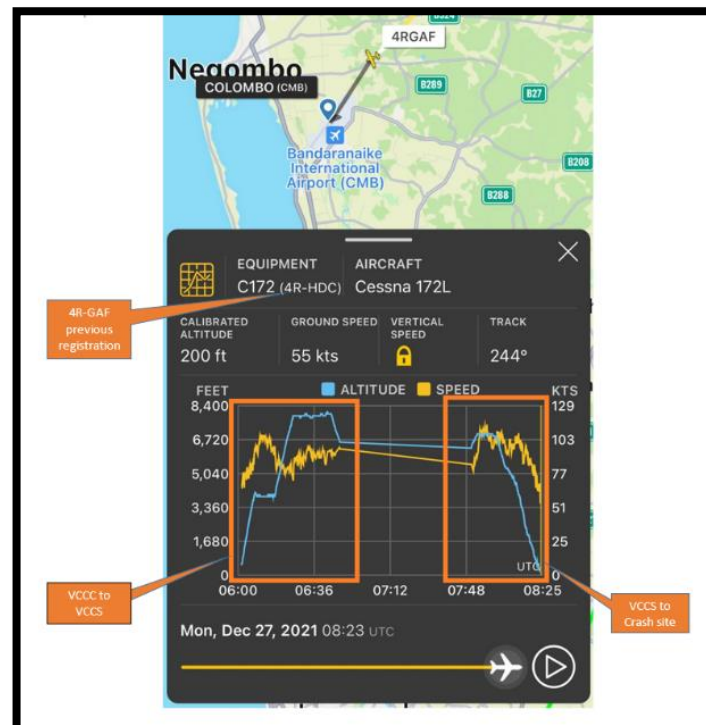 B324
4RGAF
Negombo
COLOMBO (CMB)
B289
B27
Bandaranaike
International
Airport (CMB)
B208
B288
EQUIPMENT
C172 (4R-HDC)
AIRCRAFT
Cessna 172L
4R-GAF
previous
registration
CALIBRATED
ALTITUDE
200 ft
GROUND SPEED
55 kts
VERTICAL
SPEED
TRACK
244°
FEET
ALTITUDE
SPEED
KTS
8,400
129
6,720
103
5,040
77
3,360
51
1,680
25
0
UTC
0
06:00
06:36
07:12
07:48
08:25
VCCC to
VCCS
VCCS to
Crash site
Mon, Dec 27, 2021 08:23 UTC